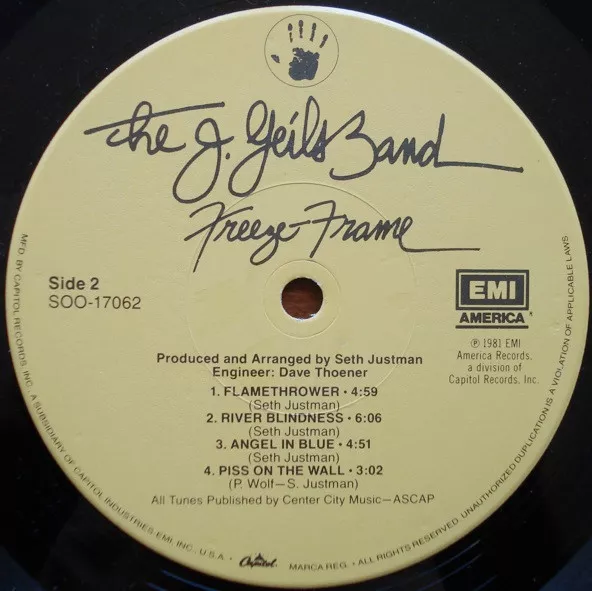 The J. Geils Band
Freeze-Frame
Side 2
SOO-17062
EMI
AMERICA
℗ 1981 EMI
America Records,
a division of
Capitol Records, Inc.
Produced and Arranged by Seth Justman
Engineer: Dave Thoener
1. FLAMETHROWER • 4:59
(Seth Justman)
2. RIVER BLINDNESS • 6:06
(Seth Justman)
3. ANGEL IN BLUE • 4:51
(Seth Justman)
4. PISS ON THE WALL • 3:02
(P. Wolf—S. Justman)
All Tunes Published by Center City Music—ASCAP
MFD. BY CAPITOL RECORDS, INC. A SUBSIDIARY OF CAPITOL INDUSTRIES EMI, INC., U.S.A. • Capitol. MARCA REG. • ALL RIGHTS RESERVED. UNAUTHORIZED DUPLICATION IS A VIOLATION OF APPLICABLE LAWS